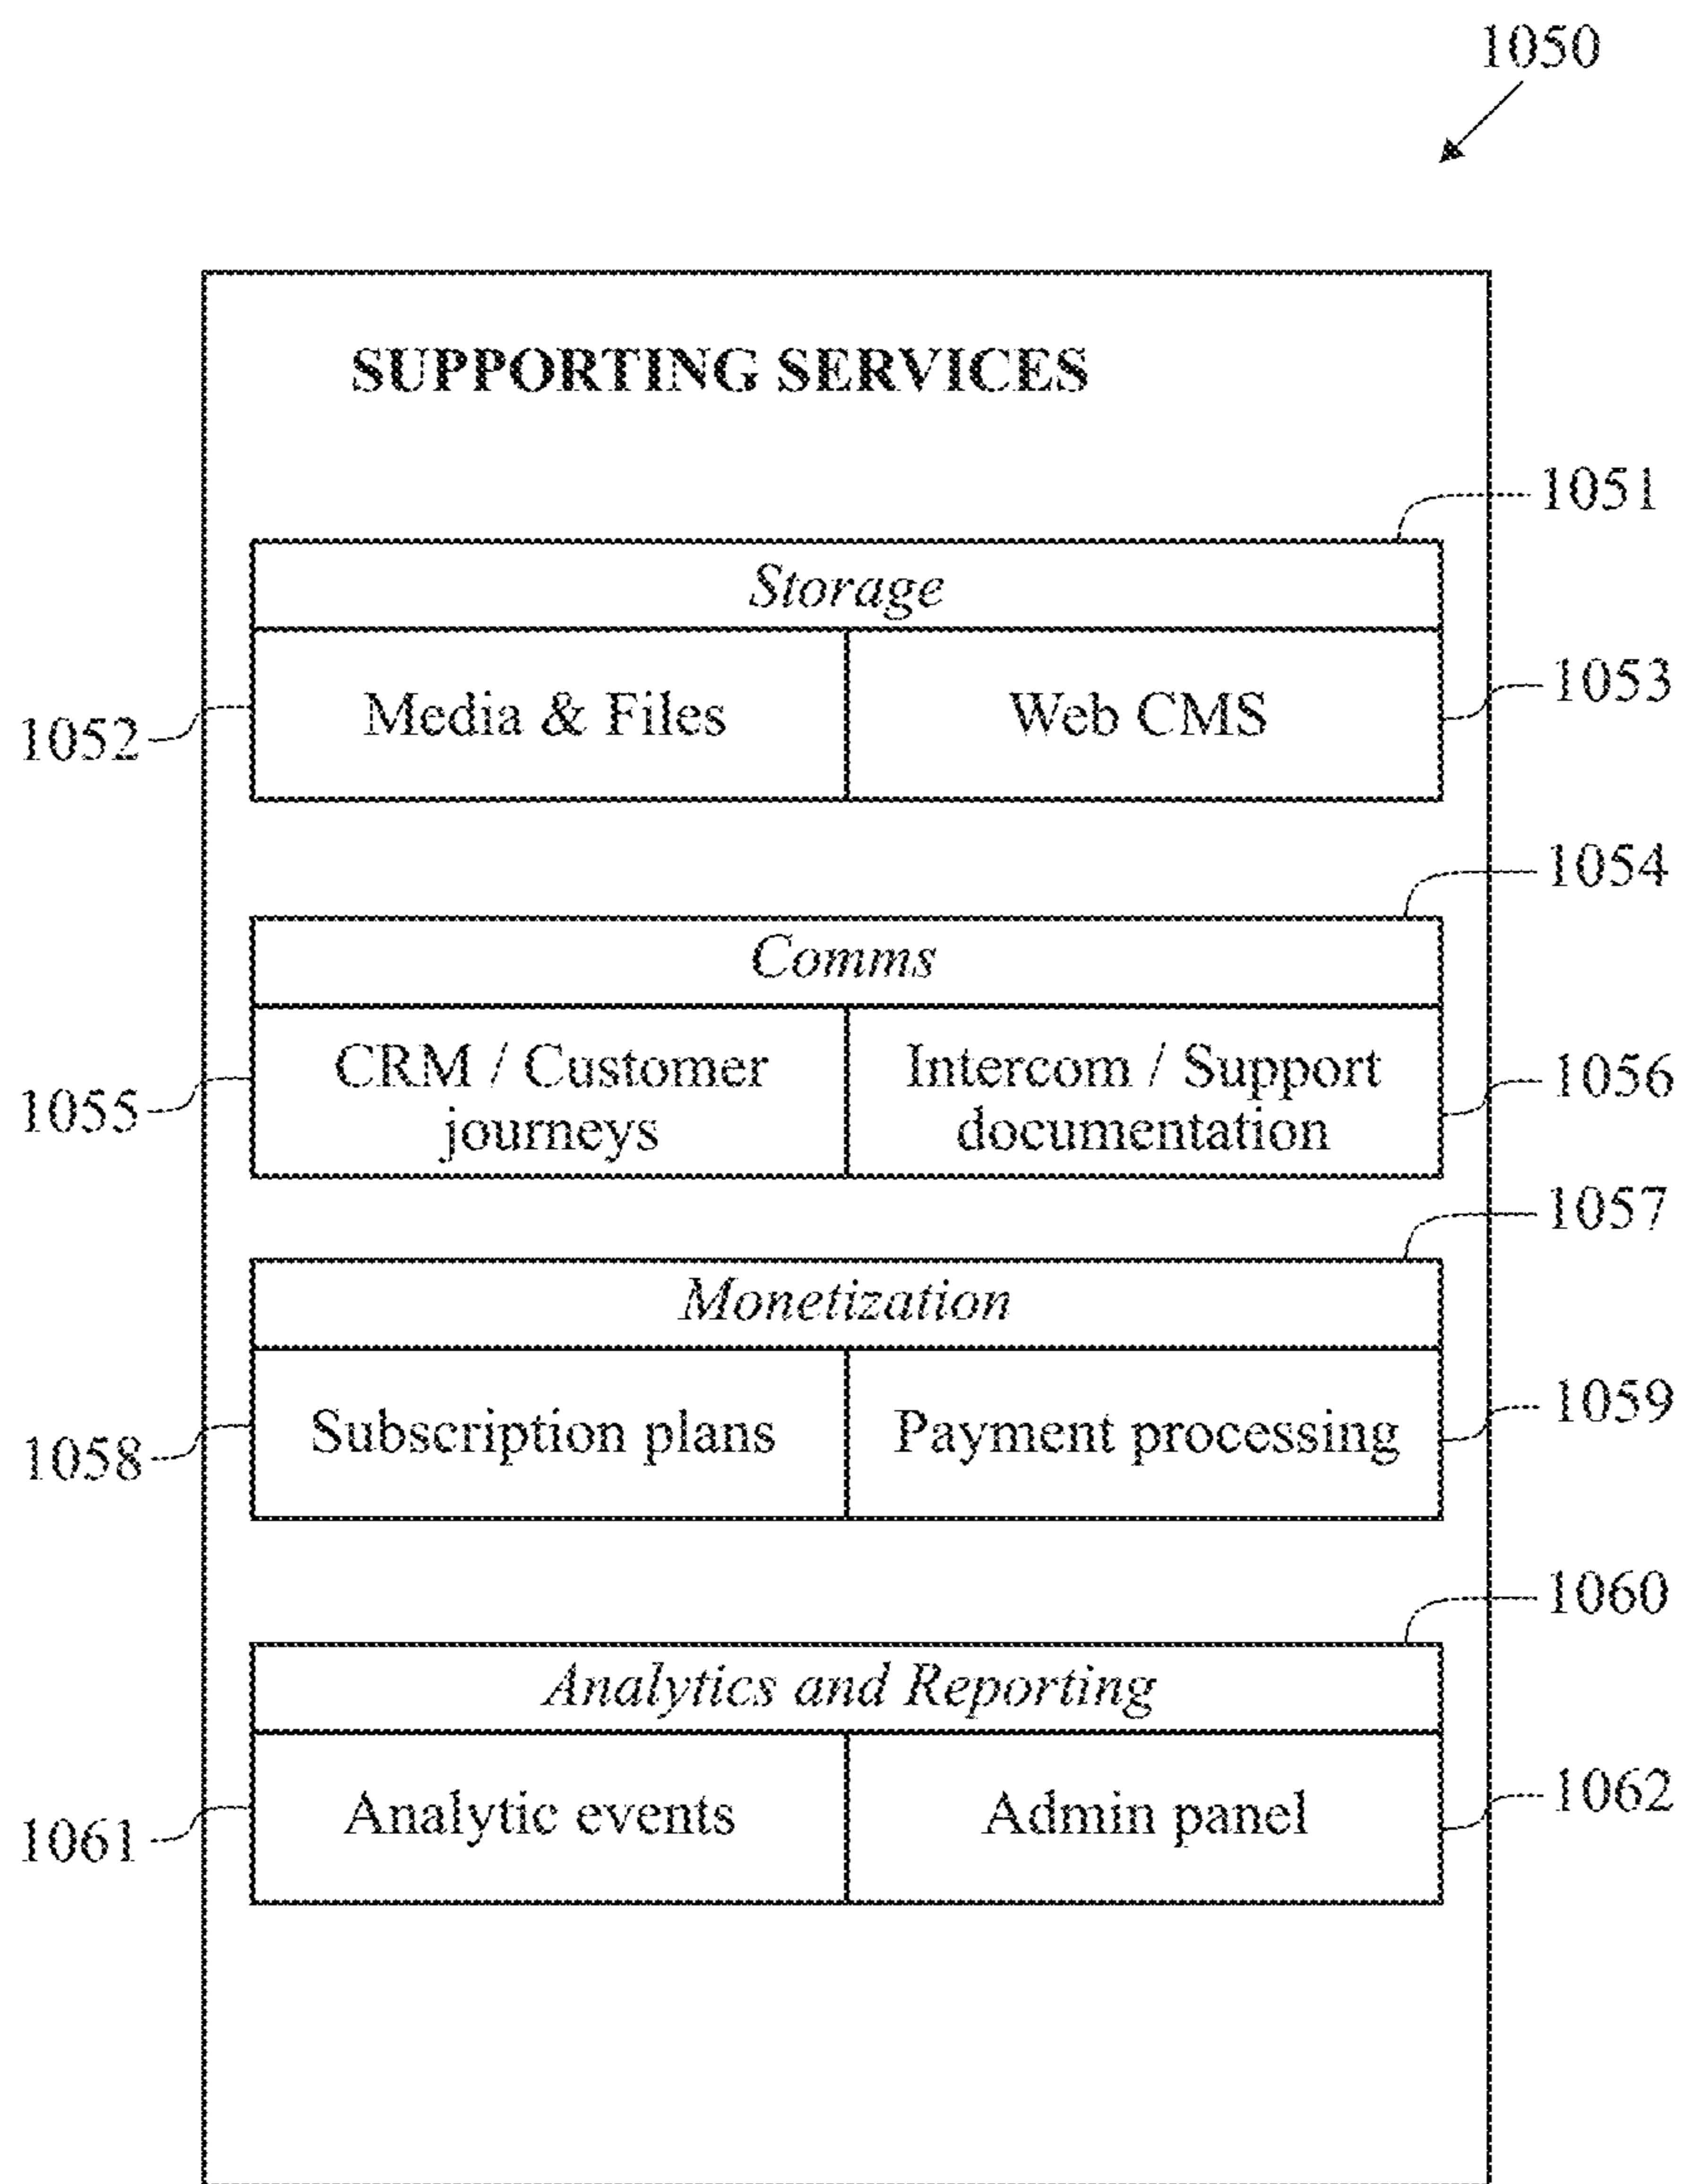 1050
SUPPORTING SERVICES
1051
Storage
1052
Media & Files
Web CMS
1053
1054
Comms
1055
CRM / Customer
journeys
Intercom / Support
documentation
1056
1057
Monetization
1058
Subscription plans
Payment processing
1059
1060
Analytics and Reporting
1061
Analytic events
Admin panel
1062